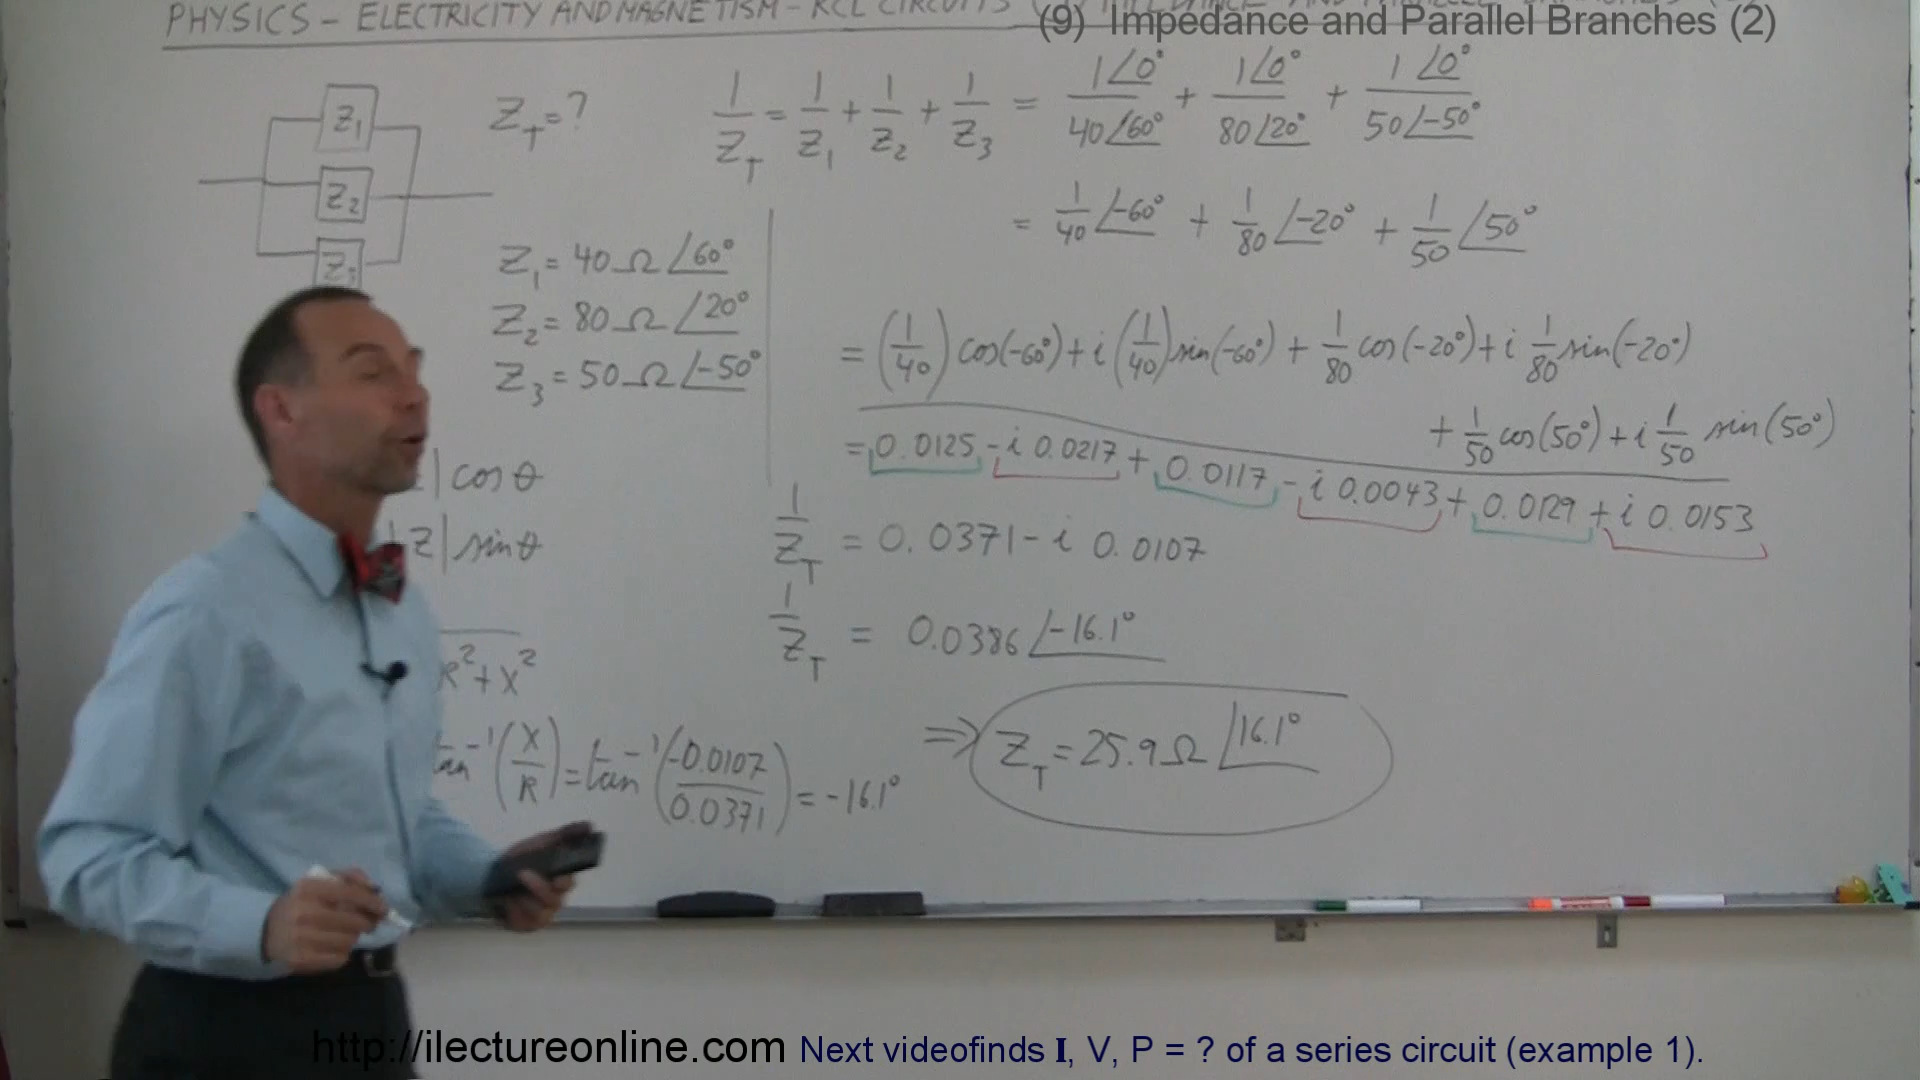 PHYSICS - ELECTRICITY AND MAGNETISM - RCL CIRCUITS
(9) Impedance and Parallel Branches (2)
Z₁
Z₂
Z₃
Z_T = ?
1/Z_T = 1/Z₁ + 1/Z₂ + 1/Z₃ = 1∠0°/40∠60° + 1∠0°/80∠20° + 1∠0°/50∠-50°
= 1/40 ∠-60° + 1/80 ∠-20° + 1/50 ∠50°
Z₁ = 40Ω ∠60°
Z₂ = 80Ω ∠20°
Z₃ = 50Ω ∠-50°
= (1/40) cos(-60°) + i (1/40) sin(-60°) + 1/80 cos(-20°) + i 1/80 sin(-20°)
+ 1/50 cos(50°) + i 1/50 sin(50°)
= 0.0125 - i 0.0217 + 0.0117 - i 0.0043 + 0.0129 + i 0.0153
z| cosθ
|z| sinθ
1/Z_T = 0.0371 - i 0.0107
1/Z_T = 0.0386 ∠-16.1°
R² + X²
tan⁻¹(X/R) = tan⁻¹(-0.0107/0.0371) = -16.1°
⇒ Z_T = 25.9Ω ∠16.1°
http://ilectureonline.com Next videofinds I, V, P = ? of a series circuit (example 1).